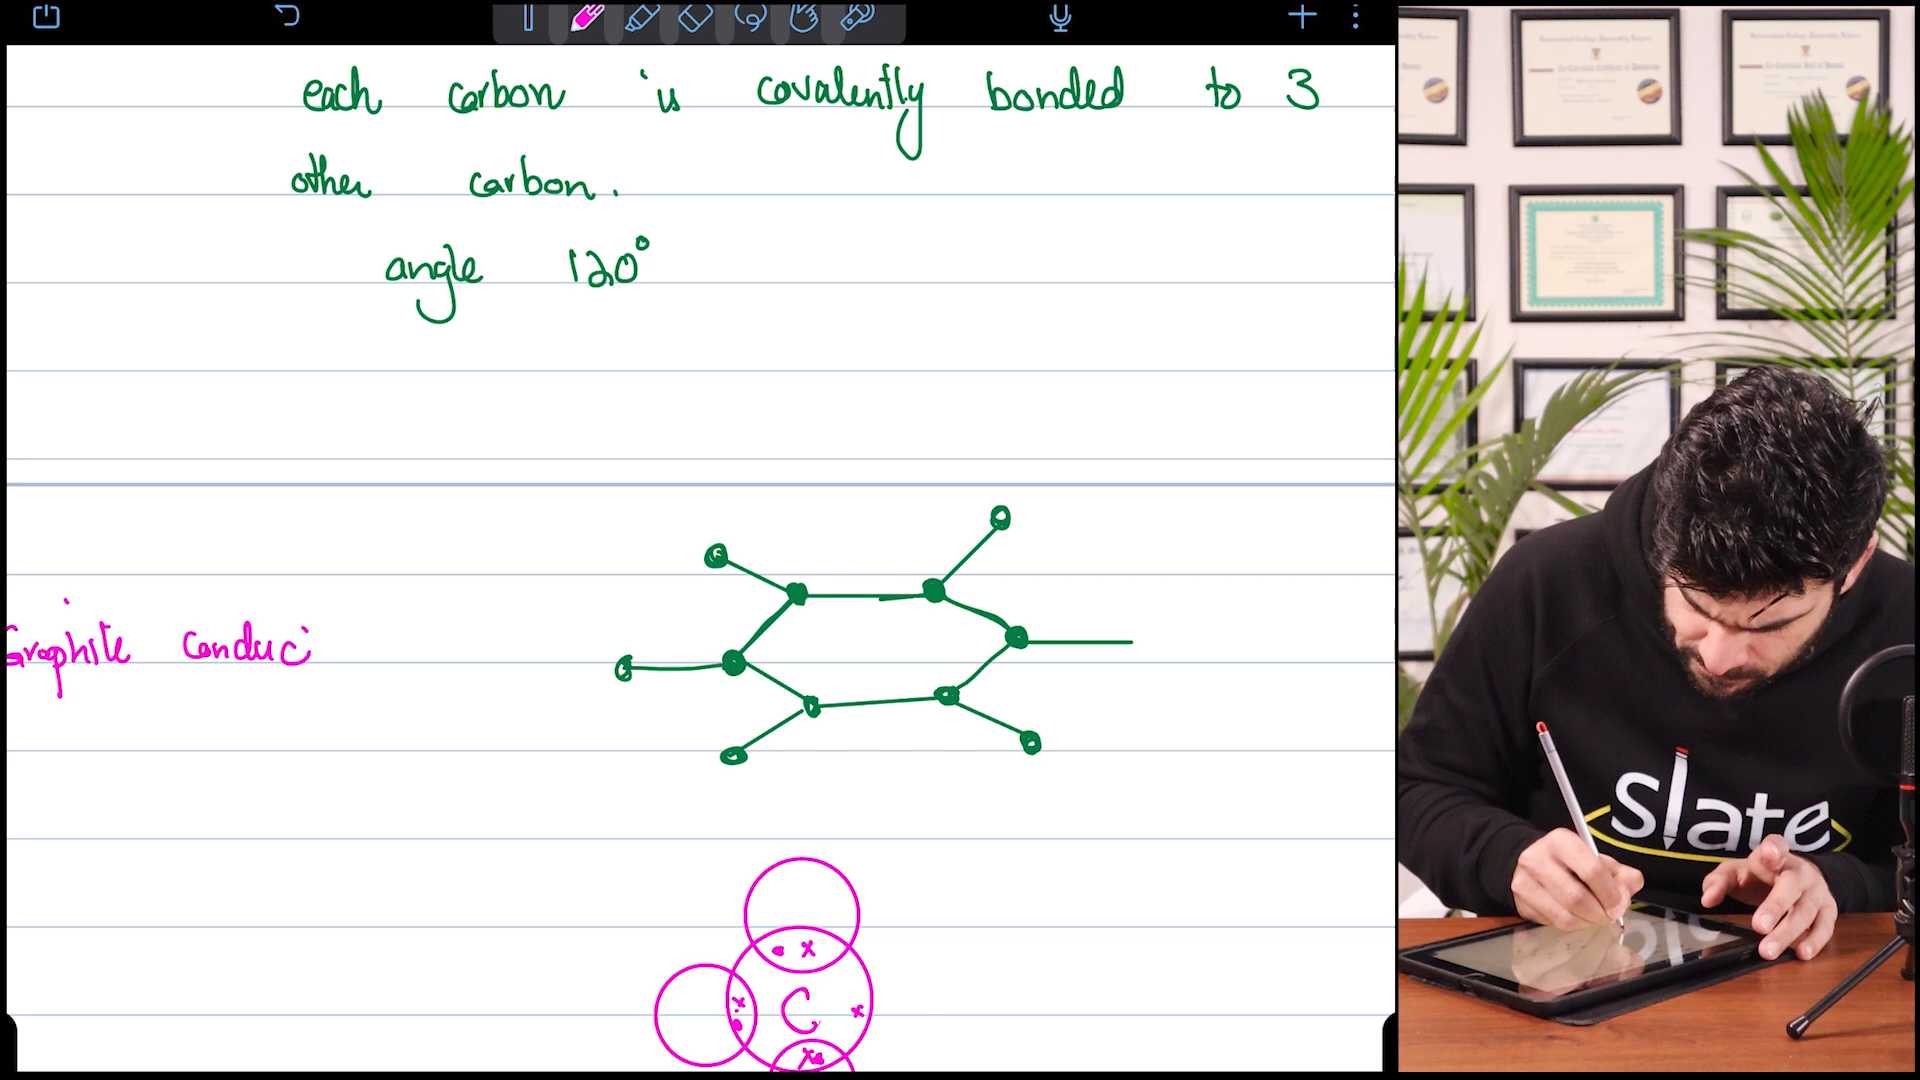 each carbon is covalently bonded to 3
other carbon.
angle 120°
Graphite conduc
C
slate